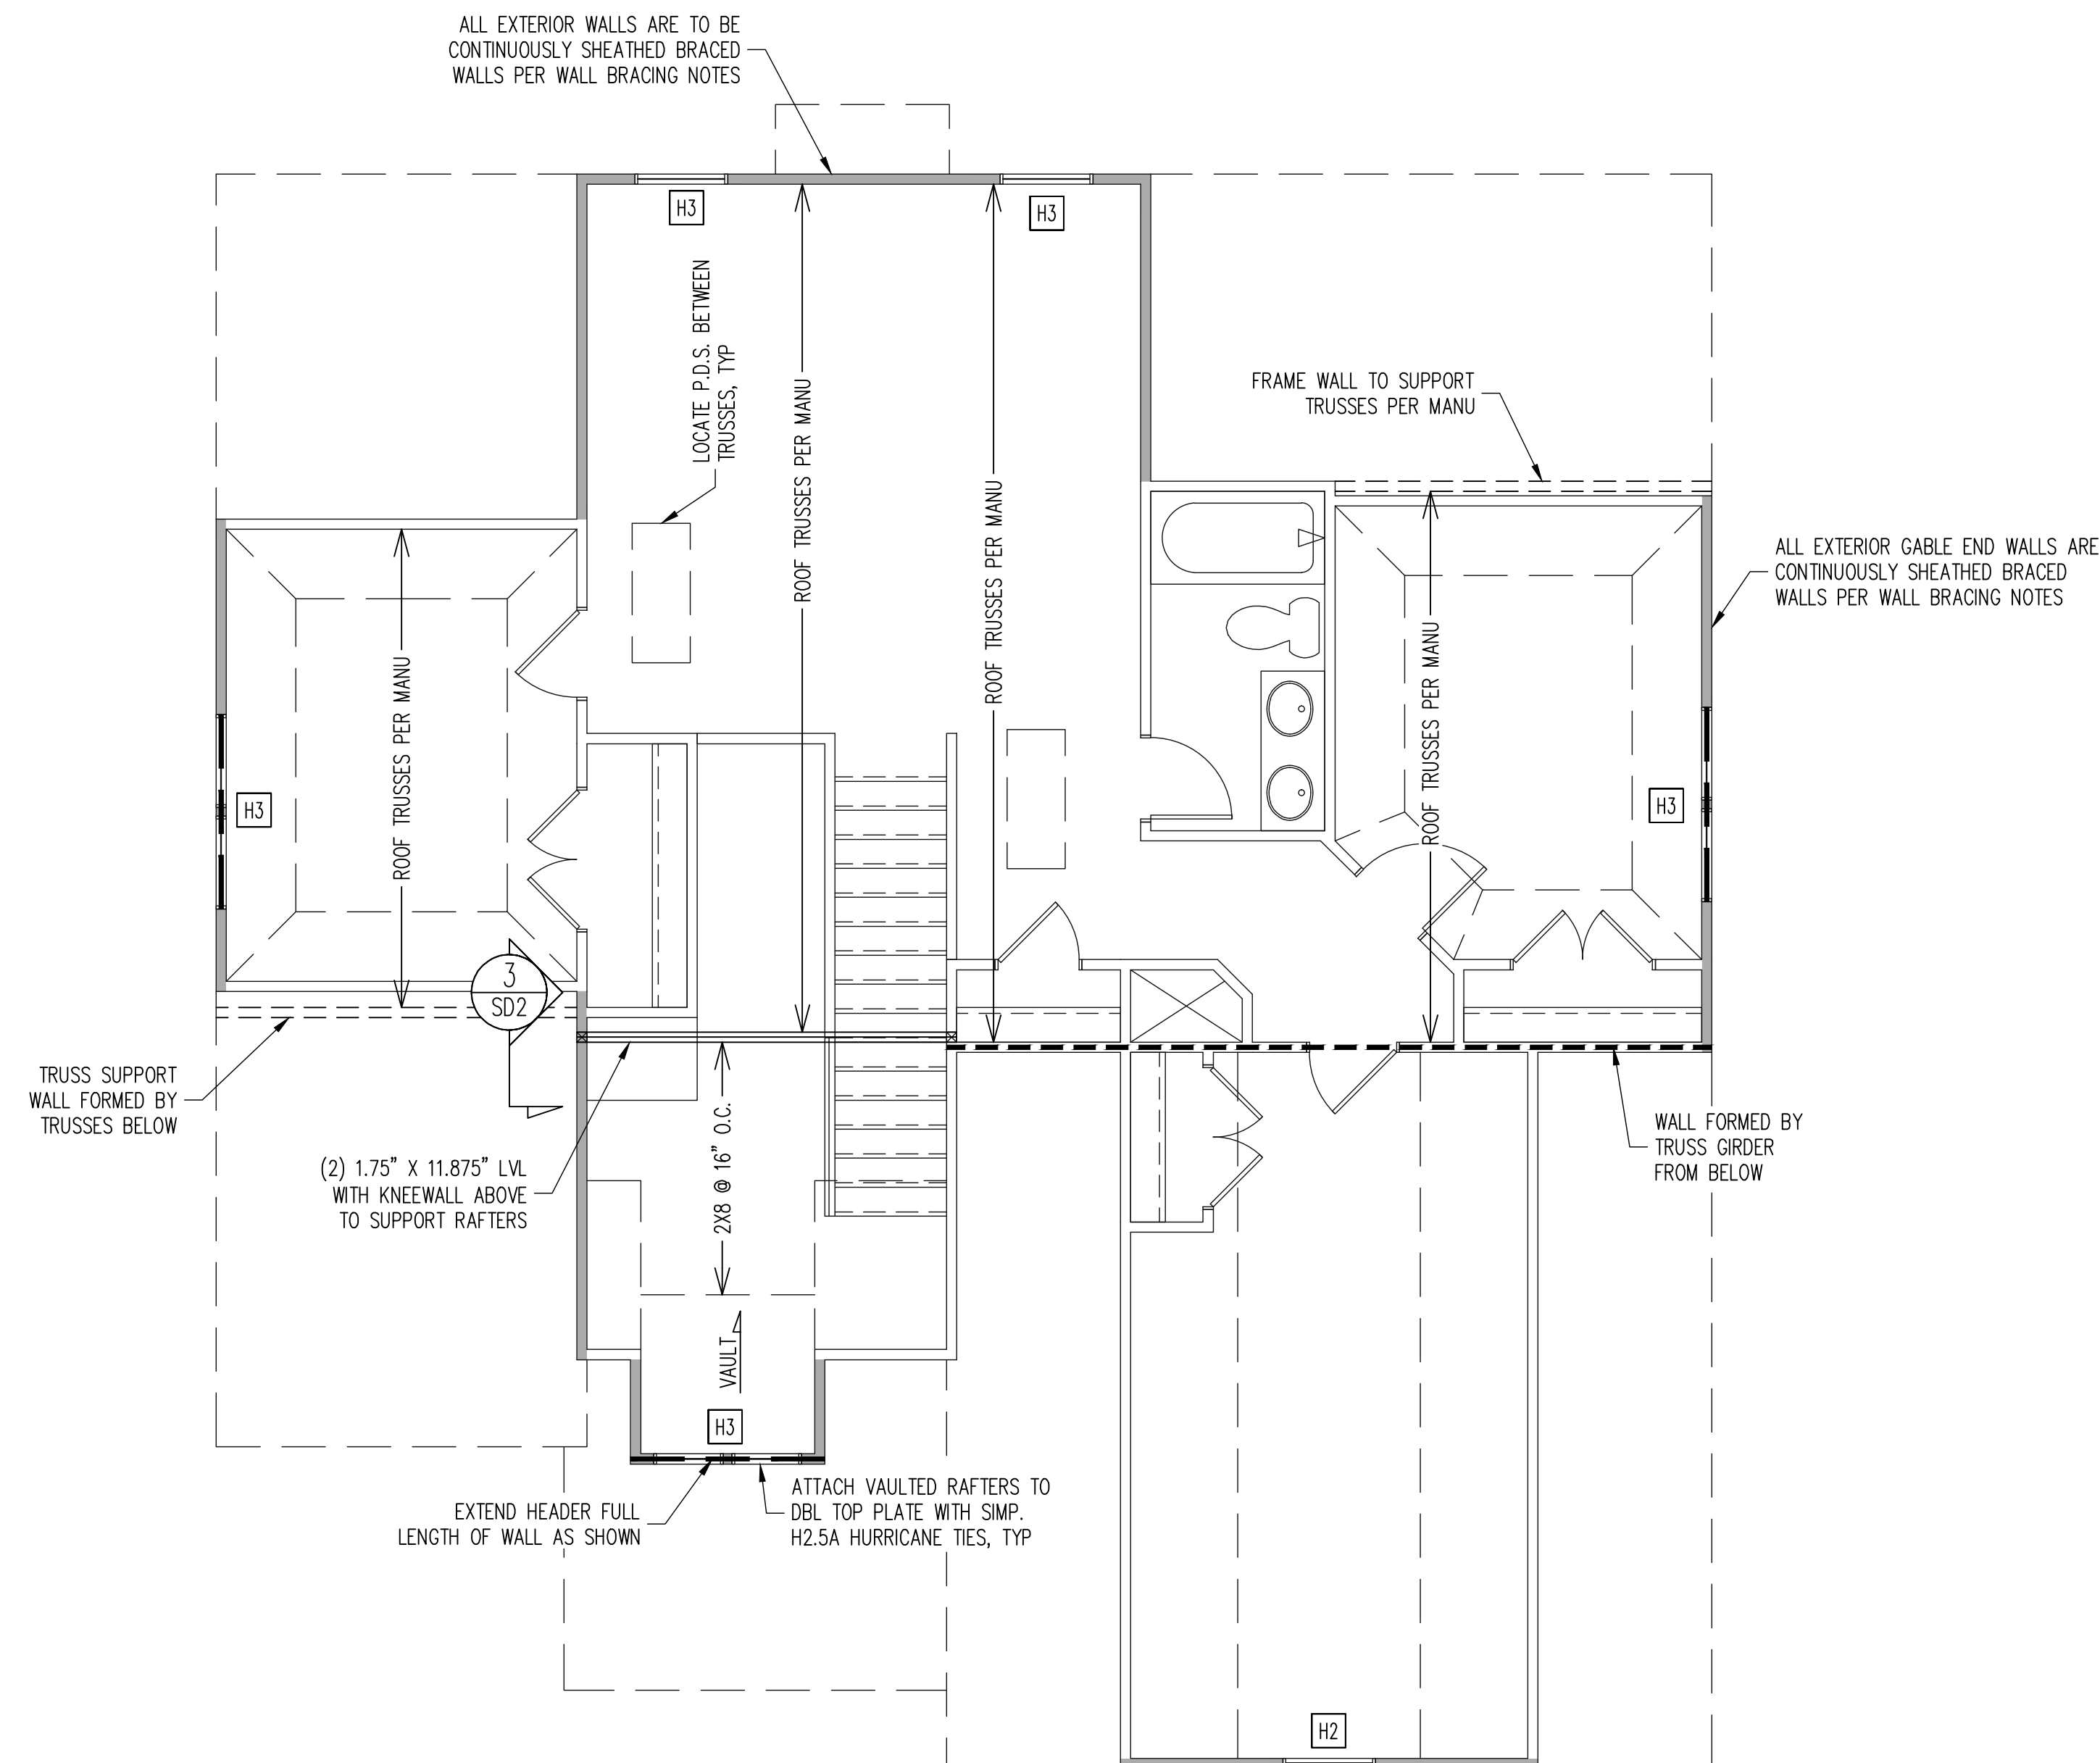 ALL EXTERIOR WALLS ARE TO BE
CONTINUOUSLY SHEATHED BRACED
WALLS PER WALL BRACING NOTES
H3
H3
LOCATE P.D.S. BETWEEN
TRUSSES, TYP
ROOF TRUSSES PER MANU
ROOF TRUSSES PER MANU
FRAME WALL TO SUPPORT
TRUSSES PER MANU
ALL EXTERIOR GABLE END WALLS ARE
CONTINUOUSLY SHEATHED BRACED
WALLS PER WALL BRACING NOTES
ROOF TRUSSES PER MANU
ROOF TRUSSES PER MANU
H3
H3
3
SD2
TRUSS SUPPORT
WALL FORMED BY
TRUSSES BELOW
(2) 1.75" X 11.875" LVL
WITH KNEEWALL ABOVE
TO SUPPORT RAFTERS
2X8 @ 16" O.C.
WALL FORMED BY
TRUSS GIRDER
FROM BELOW
VAULT
H3
EXTEND HEADER FULL
LENGTH OF WALL AS SHOWN
ATTACH VAULTED RAFTERS TO
DBL TOP PLATE WITH SIMP.
H2.5A HURRICANE TIES, TYP
H2